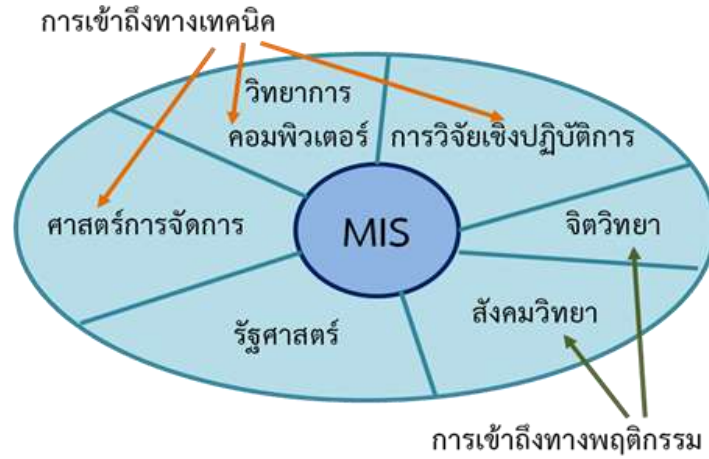 การเข้าถึงทางเทคนิค
วิทยาการ
คอมพิวเตอร์
การวิจัยเชิงปฏิบัติการ
ศาสตร์การจัดการ
MIS
จิตวิทยา
รัฐศาสตร์
สังคมวิทยา
การเข้าถึงทางพฤติกรรม